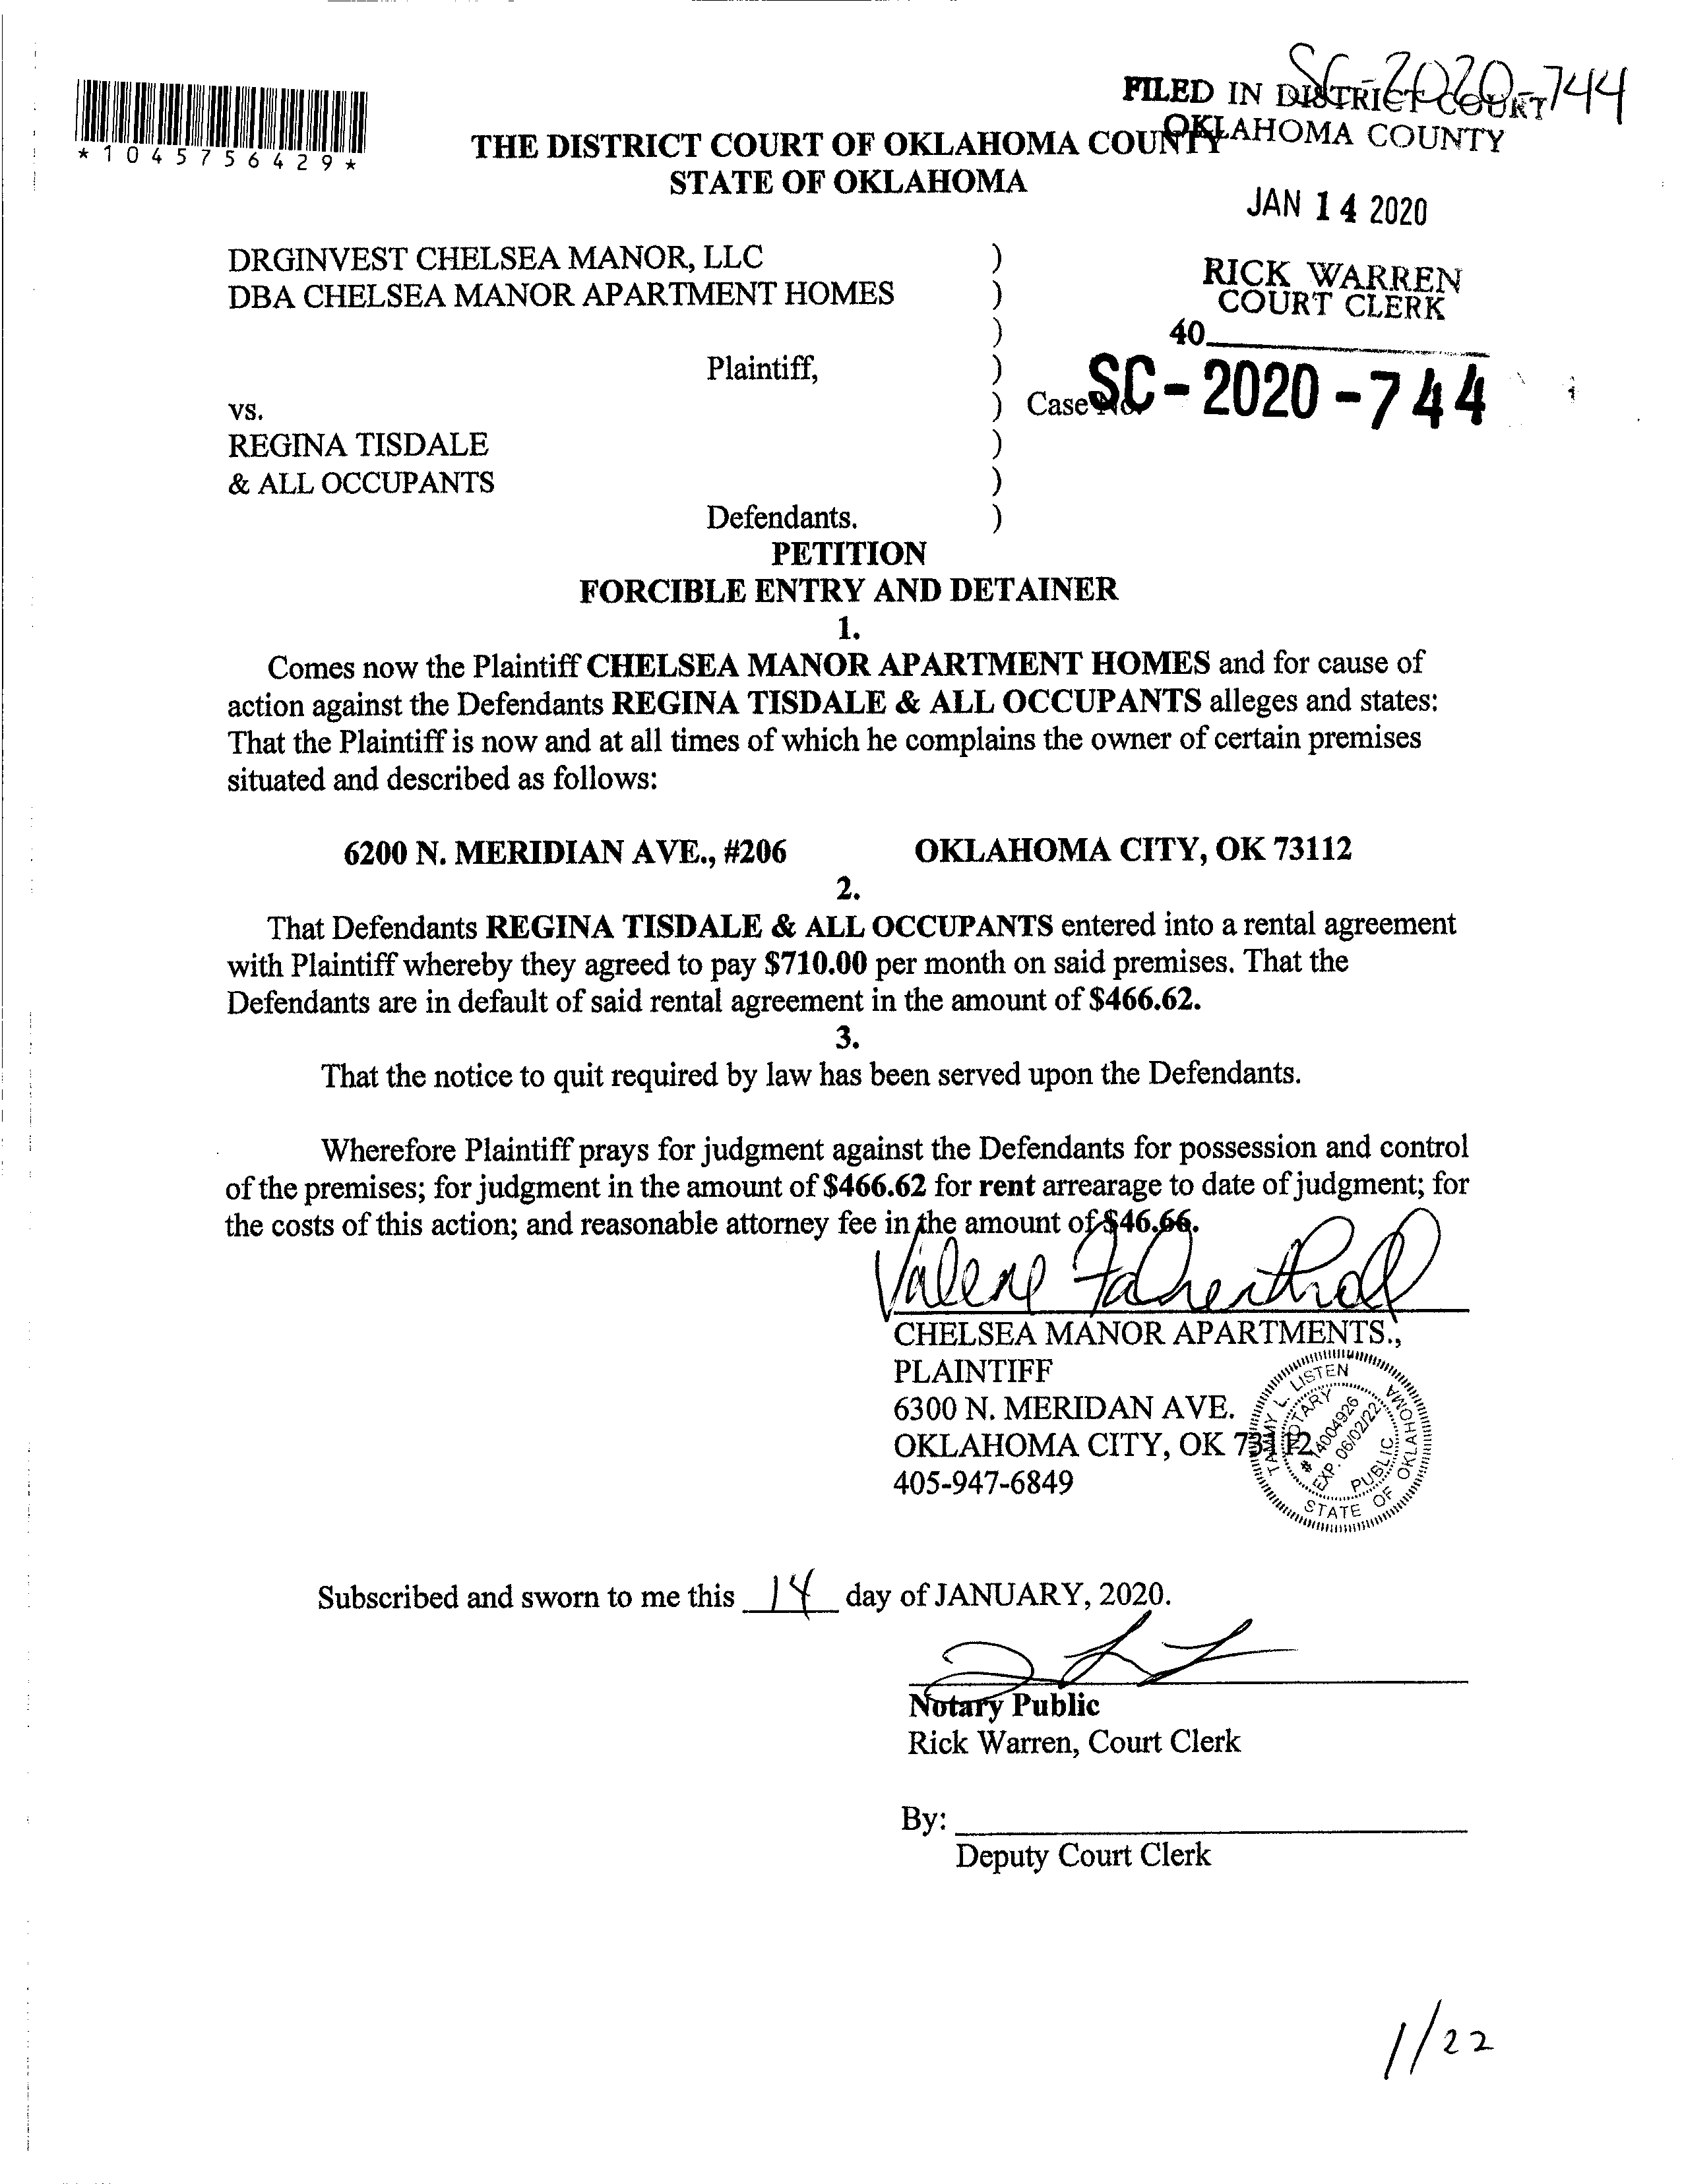 SC-2020-744
FILED IN DISTRICT COURT
OKLAHOMA COUNTY
*1045756429*
THE DISTRICT COURT OF OKLAHOMA COUNTY
STATE OF OKLAHOMA
JAN 14 2020
RICK WARREN
COURT CLERK
40
DRGINVEST CHELSEA MANOR, LLC )
DBA CHELSEA MANOR APARTMENT HOMES )
)
Plaintiff, )
vs. ) Case No. SC-2020-744
REGINA TISDALE )
& ALL OCCUPANTS )
Defendants. )
PETITION
FORCIBLE ENTRY AND DETAINER
1.
Comes now the Plaintiff CHELSEA MANOR APARTMENT HOMES and for cause of
action against the Defendants REGINA TISDALE & ALL OCCUPANTS alleges and states:
That the Plaintiff is now and at all times of which he complains the owner of certain premises
situated and described as follows:
6200 N. MERIDIAN AVE., #206 OKLAHOMA CITY, OK 73112
2.
That Defendants REGINA TISDALE & ALL OCCUPANTS entered into a rental agreement
with Plaintiff whereby they agreed to pay $710.00 per month on said premises. That the
Defendants are in default of said rental agreement in the amount of $466.62.
3.
That the notice to quit required by law has been served upon the Defendants.
Wherefore Plaintiff prays for judgment against the Defendants for possession and control
of the premises; for judgment in the amount of $466.62 for rent arrearage to date of judgment; for
the costs of this action; and reasonable attorney fee in the amount of $46.66.
CHELSEA MANOR APARTMENTS.,
PLAINTIFF
6300 N. MERIDAN AVE.
OKLAHOMA CITY, OK 73112
405-947-6849
TAMMY L. LISTEN
NOTARY
# 14004926
EXP. 06/02/22
PUBLIC
STATE OF OKLAHOMA
Subscribed and sworn to me this 14 day of JANUARY, 2020.
Notary Public
Rick Warren, Court Clerk
By:
Deputy Court Clerk
1/22